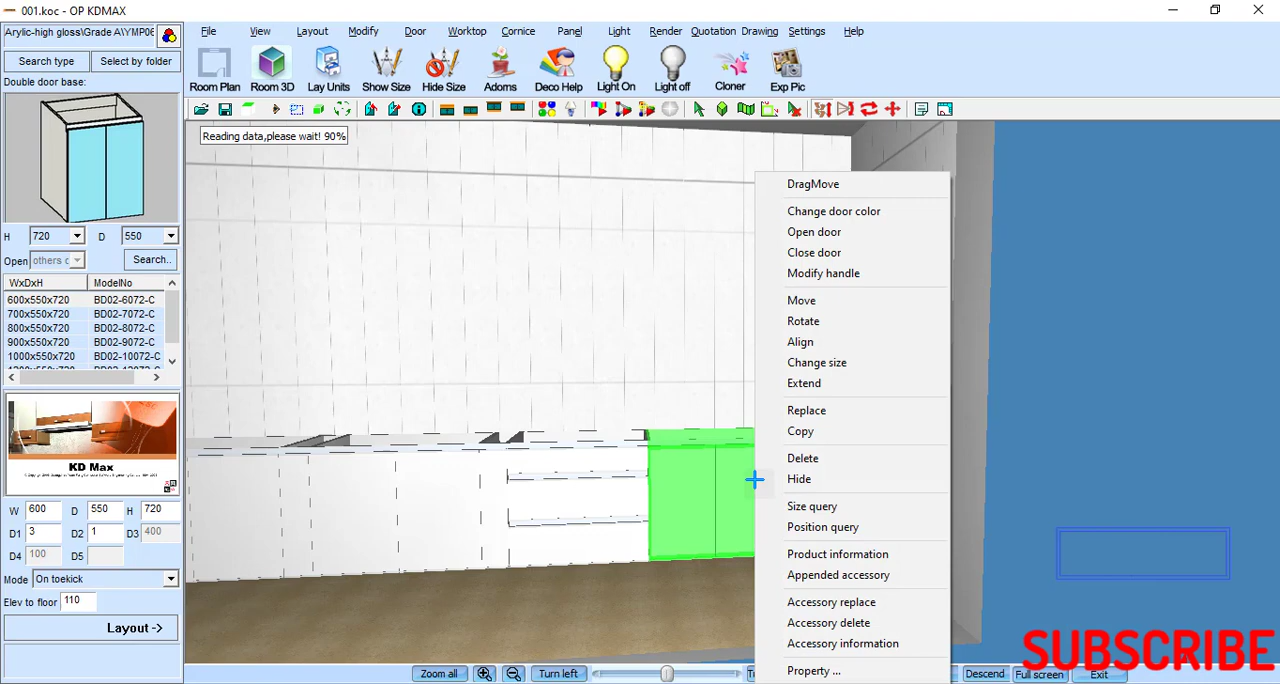 001.koc - OP KDMAX
Arylic-high gloss\Grade A\YMP06
File View Layout Modify Door Worktop Cornice Panel Light Render Quotation Drawing Settings Help
Search type Select by folder
Room Plan Room 3D Lay Units Show Size Hide Size Adoms Deco Help Light On Light off Cloner Exp Pic
Double door base:
Reading data,please wait! 90%
H 720 D 550
Open others c Search..
WxDxH ModelNo
600x550x720 BD02-6072-C
700x550x720 BD02-7072-C
800x550x720 BD02-8072-C
900x550x720 BD02-9072-C
1000x550x720 BD02-10072-C
KD Max
W 600 D 550 H 720
D1 3 D2 1 D3 400
D4 100 D5
Mode On toekick
Elev to floor 110
Layout ->
DragMove
Change door color
Open door
Close door
Modify handle
Move
Rotate
Align
Change size
Extend
Replace
Copy
Delete
Hide
Size query
Position query
Product information
Appended accessory
Accessory replace
Accessory delete
Accessory information
Property ...
SUBSCRIBE
Zoom all Turn left Descend Full screen Exit